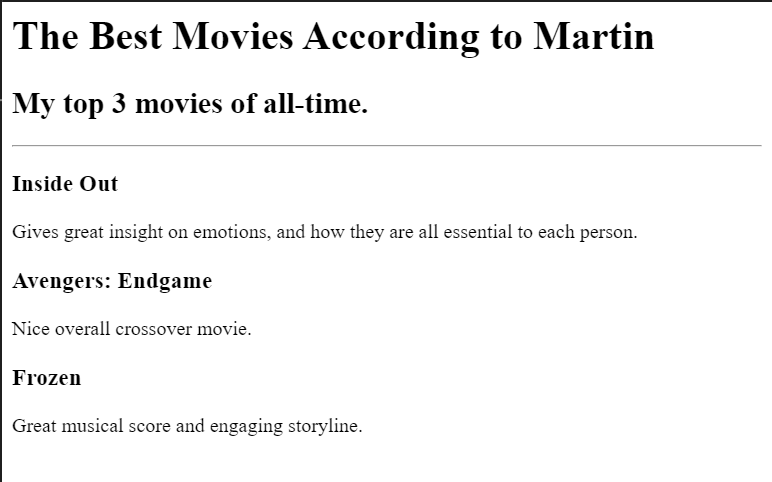 The Best Movies According to Martin
My top 3 movies of all-time.
Inside Out
Gives great insight on emotions, and how they are all essential to each person.
Avengers: Endgame
Nice overall crossover movie.
Frozen
Great musical score and engaging storyline.